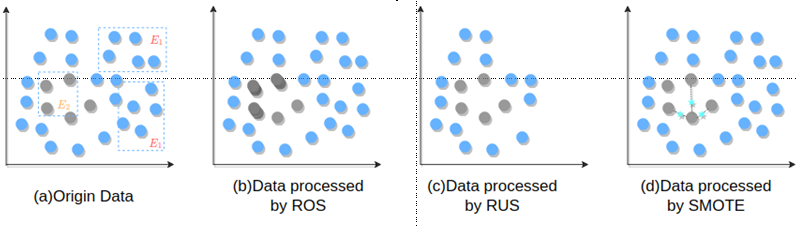 E₁
E₂
E₁
(a)Origin Data
(b)Data processed
by ROS
(c)Data processed
by RUS
(d)Data processed
by SMOTE